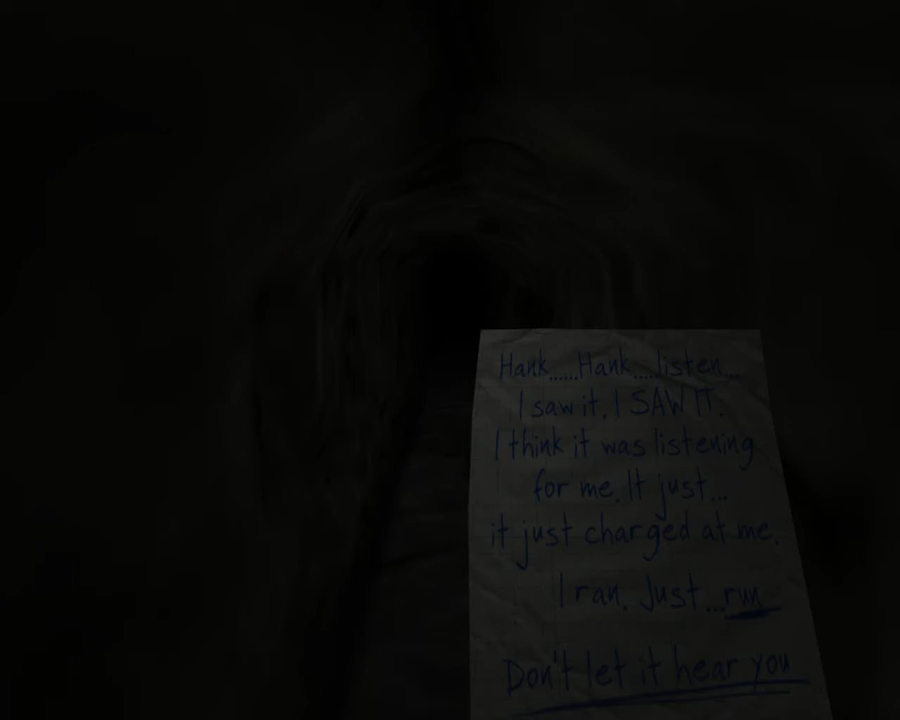 Hank......Hank.....listen...
I saw it. I SAW IT.
I think it was listening
for me. It just...
it just charged at me.
I ran. Just...run
Don't let it hear you